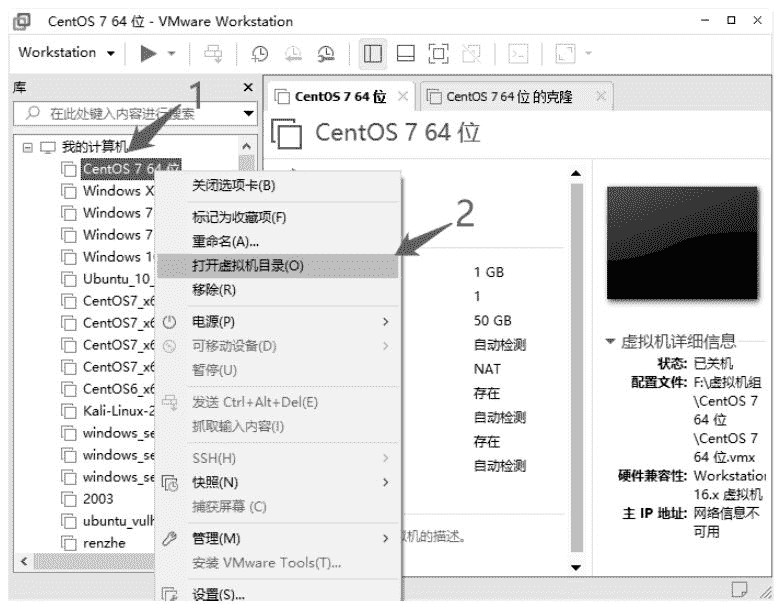 CentOS 7 64 位 - VMware Workstation
Workstation
库
在此处键入内容进行搜索
1
我的计算机
CentOS 7 64 位
Windows X
Windows 7
Windows 7
Windows 10
Ubuntu_10_
CentOS7_x6
CentOS7_x6
CentOS7_x6
CentOS7_x6
CentOS6_x6
Kali-Linux-2
windows_se
windows_se
windows_se
2003
ubuntu_vulh
renzhe
关闭选项卡(B)
标记为收藏项(F)
重命名(A)...
打开虚拟机目录(O)
移除(R)
电源(P)
可移动设备(D)
暂停(U)
发送 Ctrl+Alt+Del(E)
抓取输入内容(I)
SSH(H)
快照(N)
捕获屏幕 (C)
管理(M)
安装 VMware Tools(T)...
设置(S)...
2
CentOS 7 64 位
CentOS 7 64 位 的克隆
CentOS 7 64 位
1 GB
1
50 GB
自动检测
NAT
存在
自动检测
存在
自动检测
拟机的描述。
虚拟机详细信息
状态: 已关机
配置文件: F:\虚拟机组
\CentOS 7
64 位
\CentOS 7
64 位.vmx
硬件兼容性: Workstation
16.x 虚拟机
主 IP 地址: 网络信息不
可用